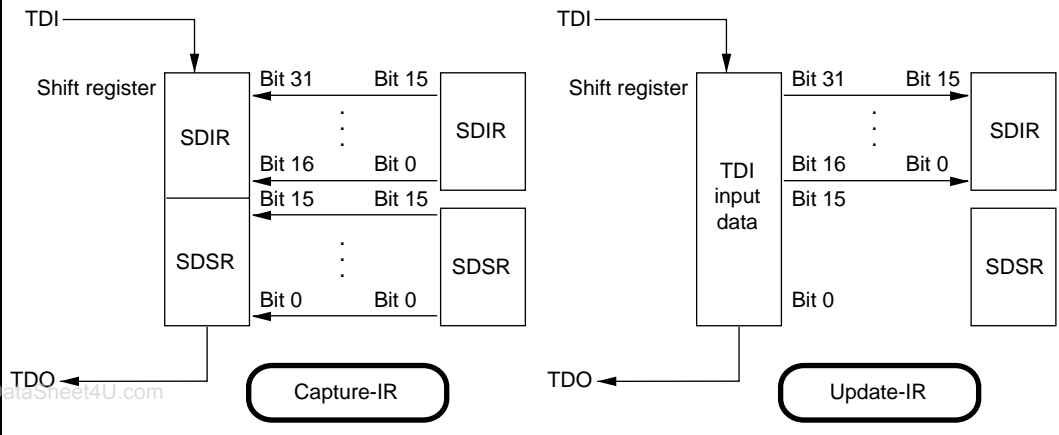 TDI
Shift register
SDIR
SDSR
Bit 31 Bit 15
.
.
.
Bit 16 Bit 0
Bit 15 Bit 15
.
.
.
Bit 0 Bit 0
SDIR
SDSR
TDO
Capture-IR
TDI
Shift register
TDI
input
data
Bit 31 Bit 15
.
.
.
Bit 16 Bit 0
Bit 15
Bit 0
SDIR
SDSR
TDO
Update-IR
DataSheet4U.com